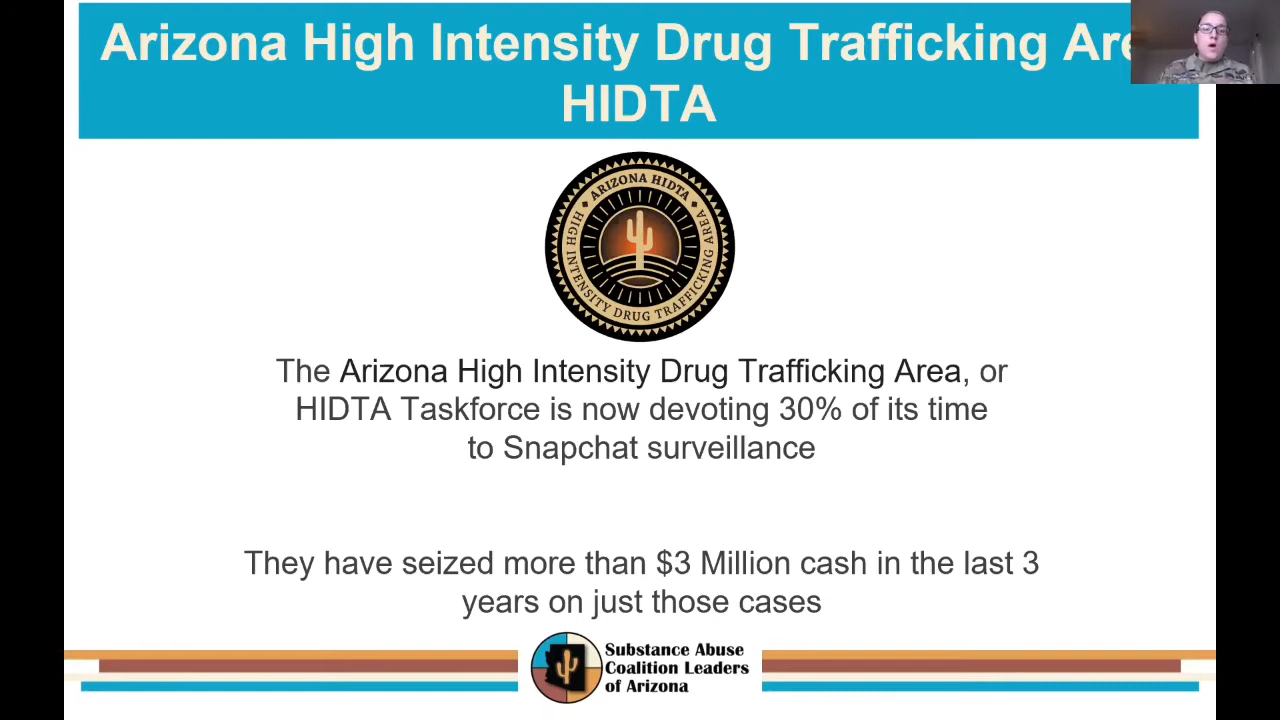 Arizona High Intensity Drug Trafficking Are
HIDTA
ARIZONA HIDTA
HIGH INTENSITY DRUG TRAFFICKING AREA
The Arizona High Intensity Drug Trafficking Area, or
HIDTA Taskforce is now devoting 30% of its time
to Snapchat surveillance
They have seized more than $3 Million cash in the last 3
years on just those cases
Substance Abuse
Coalition Leaders
of Arizona